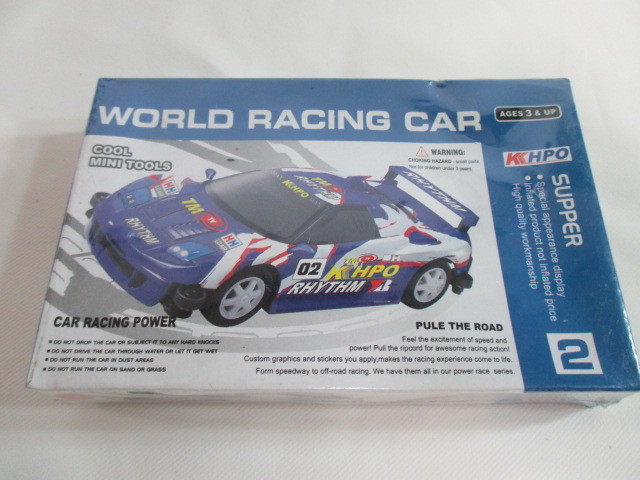 WORLD RACING CAR
AGES 3 & UP
COOL
MINI TOOLS
WARNING:
CHOKING HAZARD - small parts.
Not for children under 3 years.
KHPO
SUPPER
Special appearance display
Inflated product not inflated price
High quality workmanship
2
RHYTHM
KHPO
TM
HH
RHYTHM
02
KHPO
RHYTHM
CAR RACING POWER
DO NOT DROP THE CAR OR SUBJECT IT TO ANY HARD KNOCKS
DO NOT DRIVE THE CAR THROUGH WATER OR LET IT GET WET
DO NOT RUN THE CAR IN DUST AREAS
DO NOT RUN THE CAR ON SAND OR GRASS
PULE THE ROAD
Feel the excitement of speed and
power! Pull the ripcord for awesome racing action!
Custom graphics and stickers you apply,makes the racing experience come to life.
Form speedway to off-road racing. We have them all in our power race series.